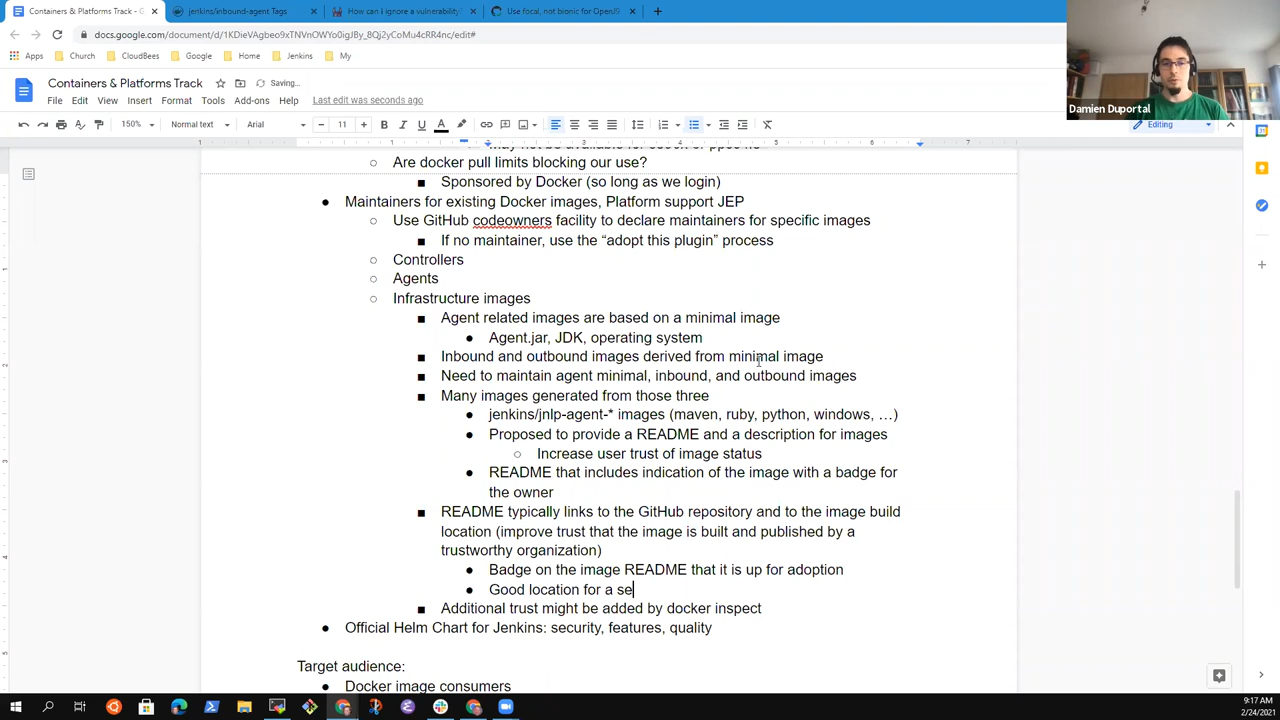 Containers & Platforms Track - G
jenkins/inbound-agent Tags
How can i ignore a vulnerability
Use focal, not bionic for OpenJ
docs.google.com/document/d/1KDieVAgbeo9xTNVnOWYo0igJ8y_8Qj2yCoMu4cRR4nc/edit#
Apps Church CloudBees Google Home Jenkins My
Containers & Platforms Track Saving...
File Edit View Insert Format Tools Add-ons Help Last edit was seconds ago
150% Normal text Arial 11 Editing
Damien Duportal
Are docker pull limits blocking our use?
Sponsored by Docker (so long as we login)
Maintainers for existing Docker images, Platform support JEP
Use GitHub codeowners facility to declare maintainers for specific images
If no maintainer, use the “adopt this plugin” process
Controllers
Agents
Infrastructure images
Agent related images are based on a minimal image
Agent.jar, JDK, operating system
Inbound and outbound images derived from minimal image
Need to maintain agent minimal, inbound, and outbound images
Many images generated from those three
jenkins/jnlp-agent-* images (maven, ruby, python, windows, …)
Proposed to provide a README and a description for images
Increase user trust of image status
README that includes indication of the image with a badge for
the owner
README typically links to the GitHub repository and to the image build
location (improve trust that the image is built and published by a
trustworthy organization)
Badge on the image README that it is up for adoption
Good location for a se
Additional trust might be added by docker inspect
Official Helm Chart for Jenkins: security, features, quality
Target audience:
Docker image consumers
9:17 AM
2/24/2021